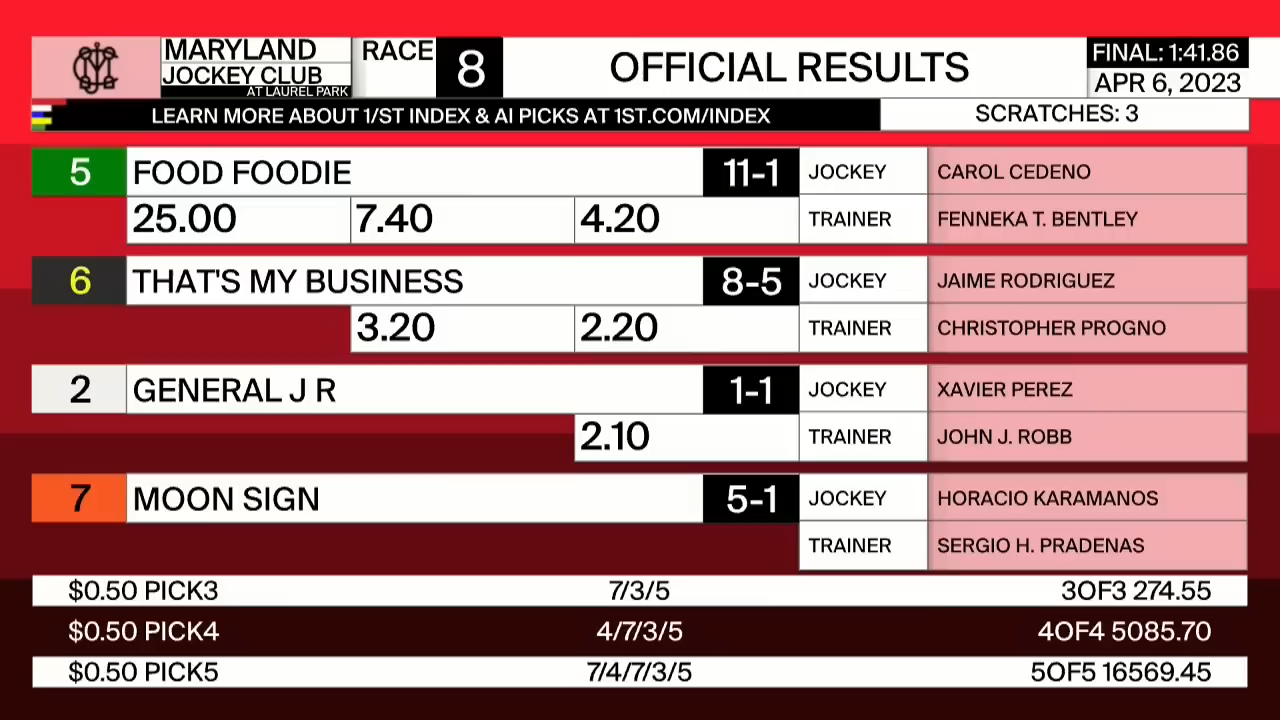 MARYLAND
JOCKEY CLUB
AT LAUREL PARK
RACE 8
OFFICIAL RESULTS
FINAL: 1:41.86
APR 6, 2023
LEARN MORE ABOUT 1/ST INDEX & AI PICKS AT 1ST.COM/INDEX
SCRATCHES: 3
5 FOOD FOODIE 11-1 JOCKEY CAROL CEDENO
25.00 7.40 4.20 TRAINER FENNEKA T. BENTLEY
6 THAT'S MY BUSINESS 8-5 JOCKEY JAIME RODRIGUEZ
3.20 2.20 TRAINER CHRISTOPHER PROGNO
2 GENERAL J R 1-1 JOCKEY XAVIER PEREZ
2.10 TRAINER JOHN J. ROBB
7 MOON SIGN 5-1 JOCKEY HORACIO KARAMANOS
TRAINER SERGIO H. PRADENAS
$0.50 PICK3 7/3/5 3OF3 274.55
$0.50 PICK4 4/7/3/5 4OF4 5085.70
$0.50 PICK5 7/4/7/3/5 5OF5 16569.45